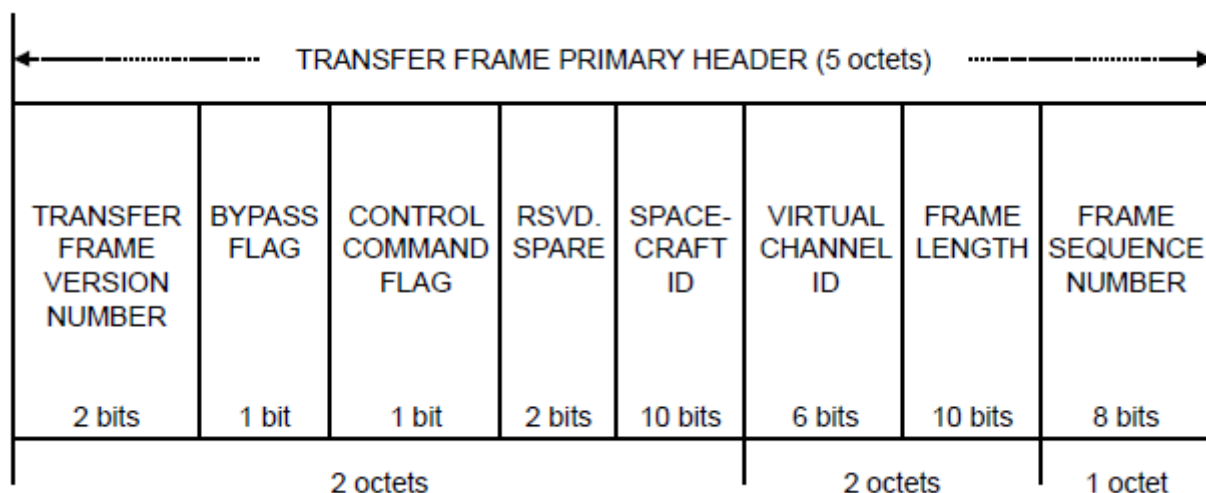 TRANSFER FRAME PRIMARY HEADER (5 octets)
TRANSFER
FRAME
VERSION
NUMBER
2 bits
BYPASS
FLAG
1 bit
CONTROL
COMMAND
FLAG
1 bit
RSVD.
SPARE
2 bits
SPACE-
CRAFT
ID
10 bits
VIRTUAL
CHANNEL
ID
6 bits
FRAME
LENGTH
10 bits
FRAME
SEQUENCE
NUMBER
8 bits
2 octets
2 octets
1 octet